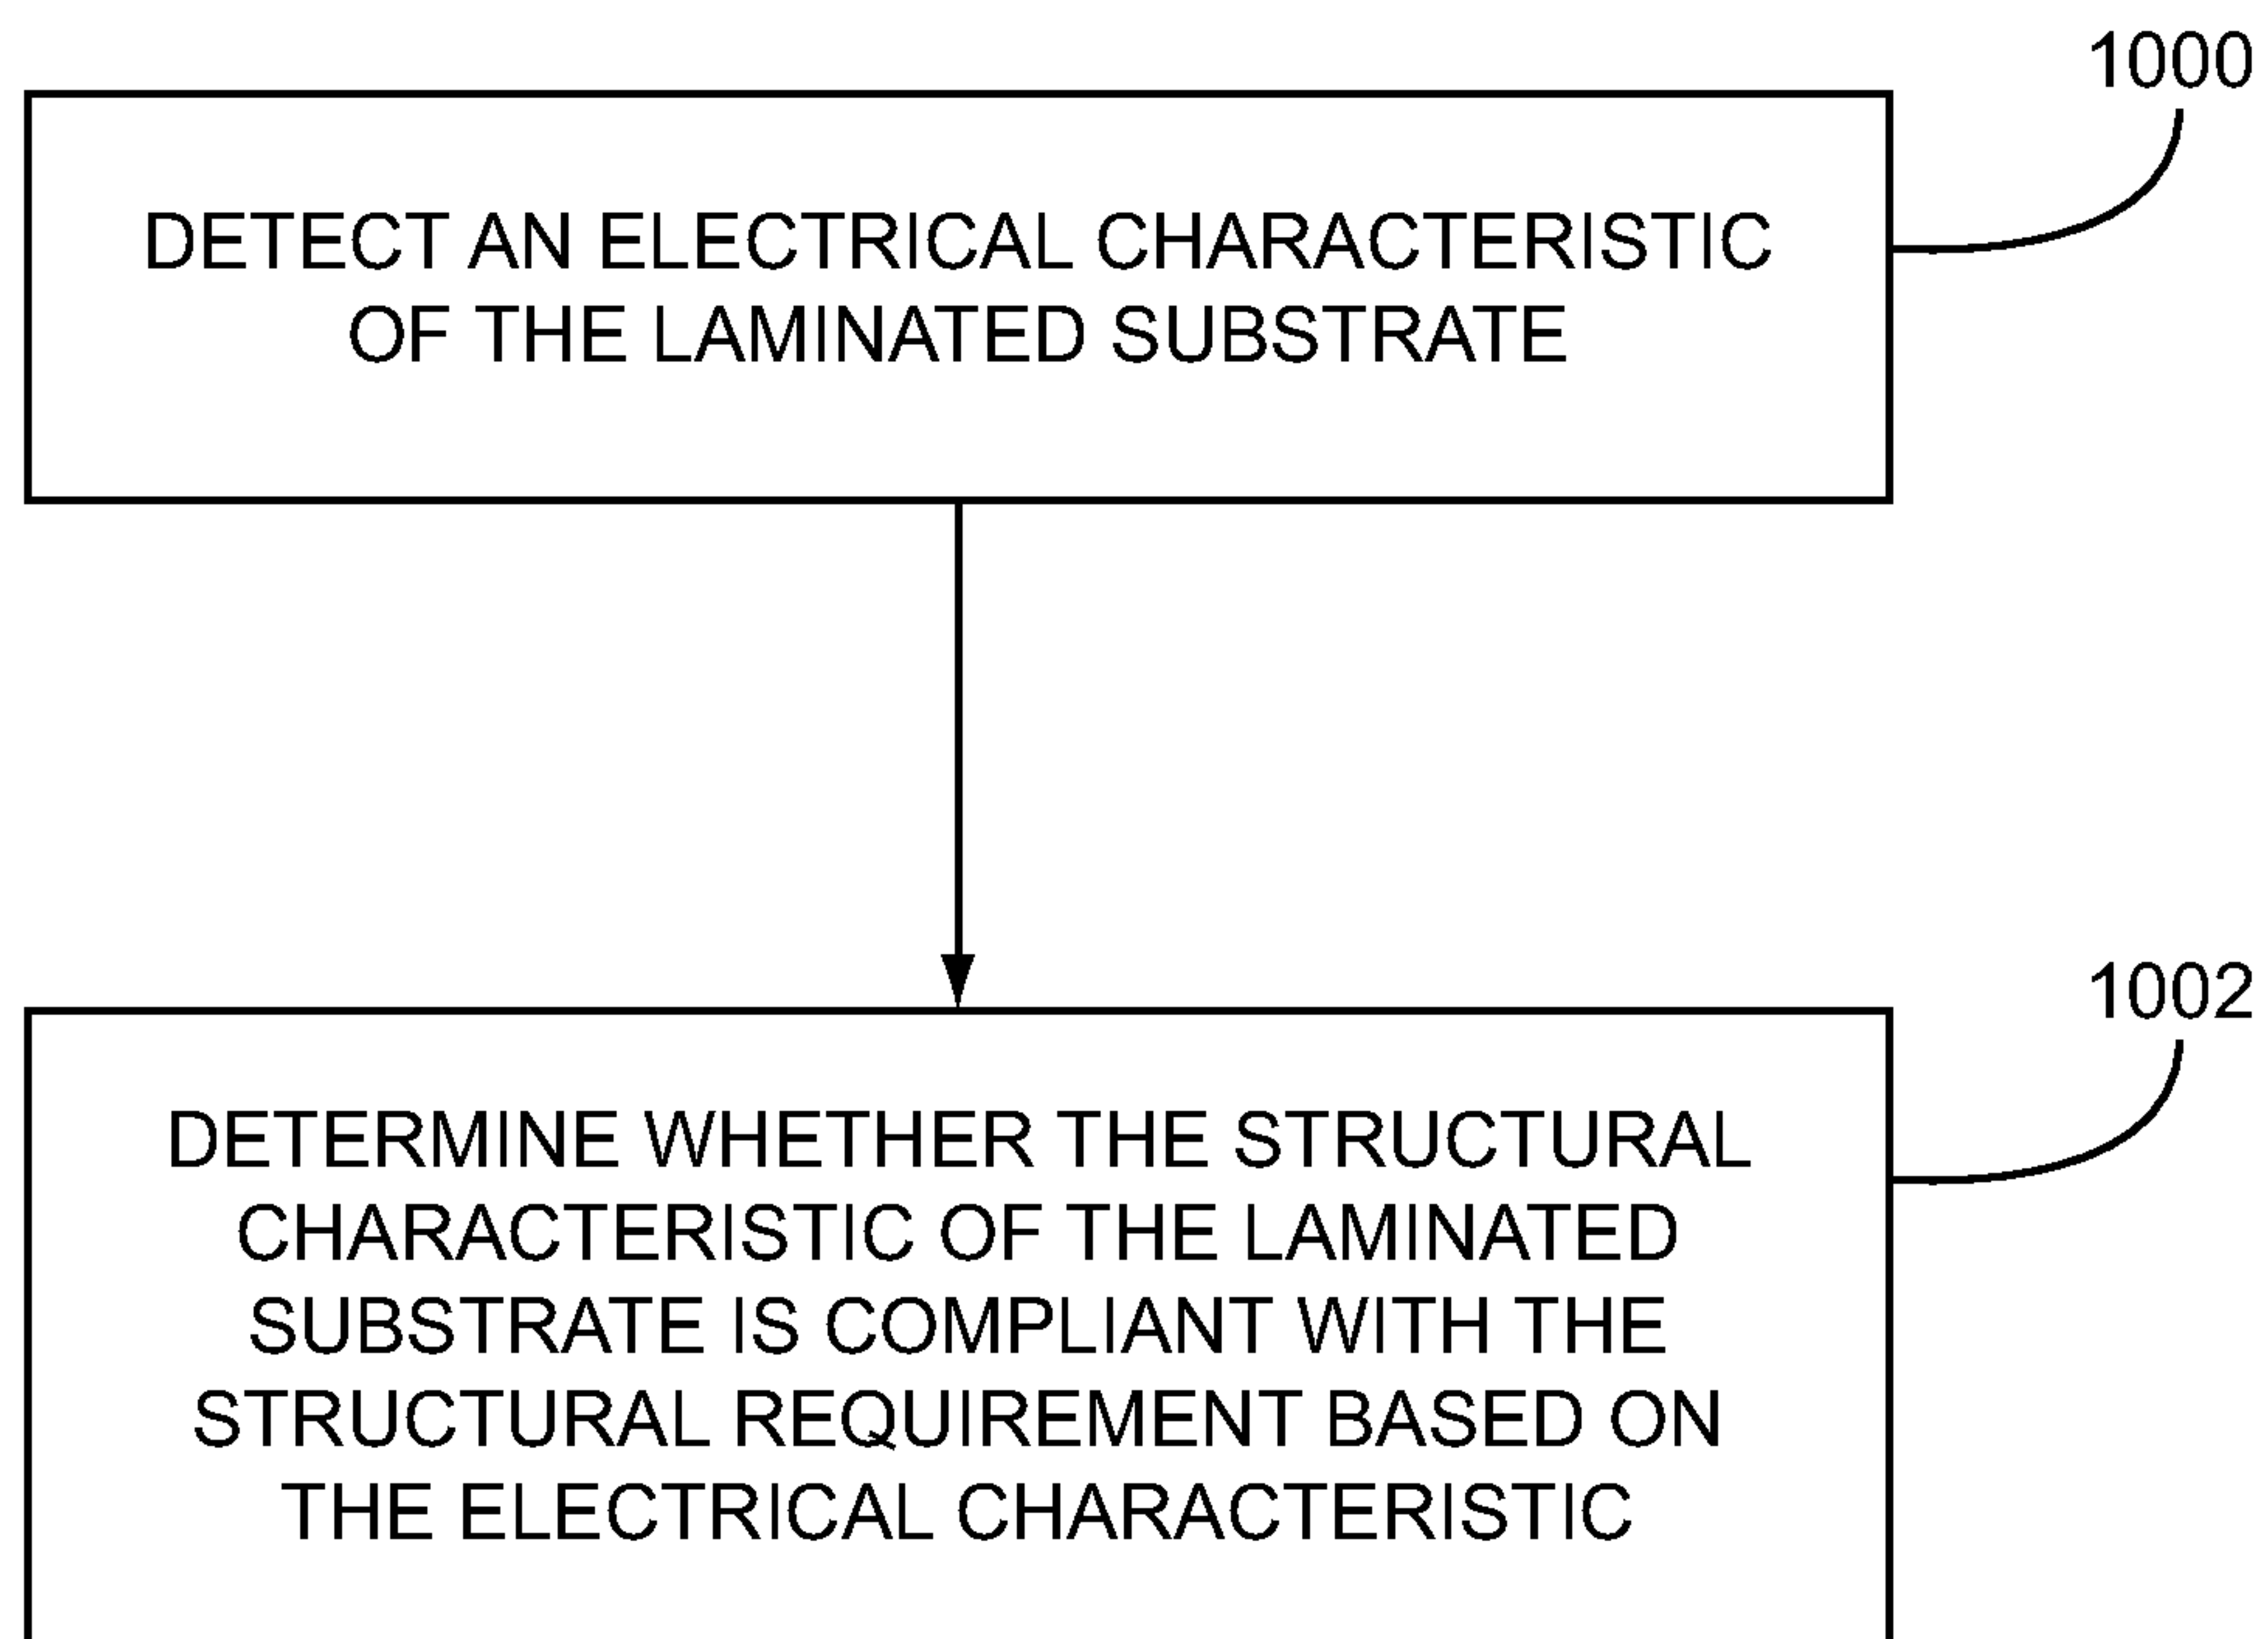 1000
DETECT AN ELECTRICAL CHARACTERISTIC
OF THE LAMINATED SUBSTRATE
1002
DETERMINE WHETHER THE STRUCTURAL
CHARACTERISTIC OF THE LAMINATED
SUBSTRATE IS COMPLIANT WITH THE
STRUCTURAL REQUIREMENT BASED ON
THE ELECTRICAL CHARACTERISTIC